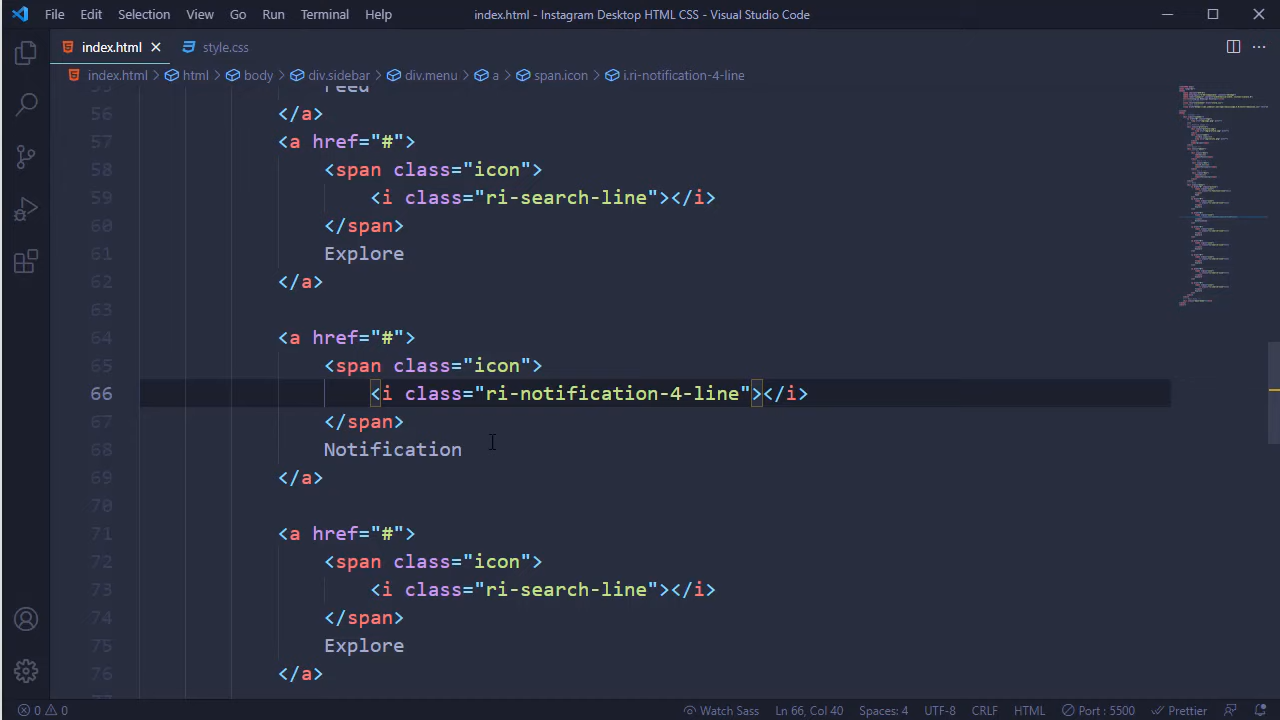 File Edit Selection View Go Run Terminal Help index.html - Instagram Desktop HTML CSS - Visual Studio Code
index.html style.css
index.html html body div.sidebar div.menu a span.icon i.ri-notification-4-line
55 Feed
56 </a>
57 <a href="#">
58 <span class="icon">
59 <i class="ri-search-line"></i>
60 </span>
61 Explore
62 </a>
63
64 <a href="#">
65 <span class="icon">
66 <i class="ri-notification-4-line"></i>
67 </span>
68 Notification
69 </a>
70
71 <a href="#">
72 <span class="icon">
73 <i class="ri-search-line"></i>
74 </span>
75 Explore
76 </a>
0 0 Watch Sass Ln 66, Col 40 Spaces: 4 UTF-8 CRLF HTML Port : 5500 Prettier